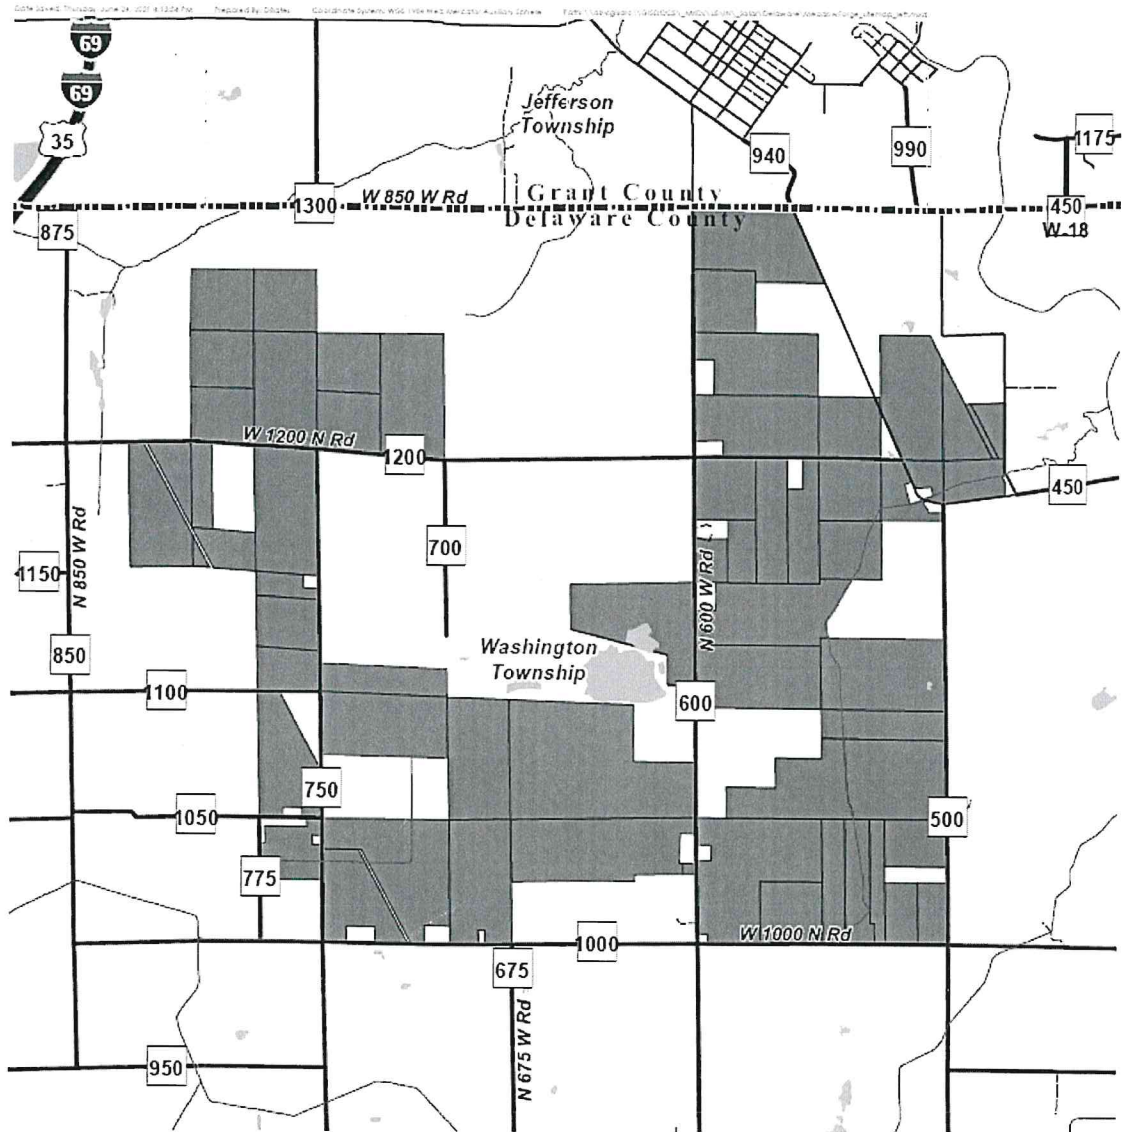 69
69
35
Jefferson
Township
940
990
1175
1300
W 850 W Rd
Grant County
Delaware County
450
W-18
875
W 1200 N Rd
1200
450
700
N 850 W Rd
1150
N 600 W Rd
850
Washington
Township
1100
600
750
1050
500
775
W 1000 N Rd
1000
675
N 675 W Rd
950